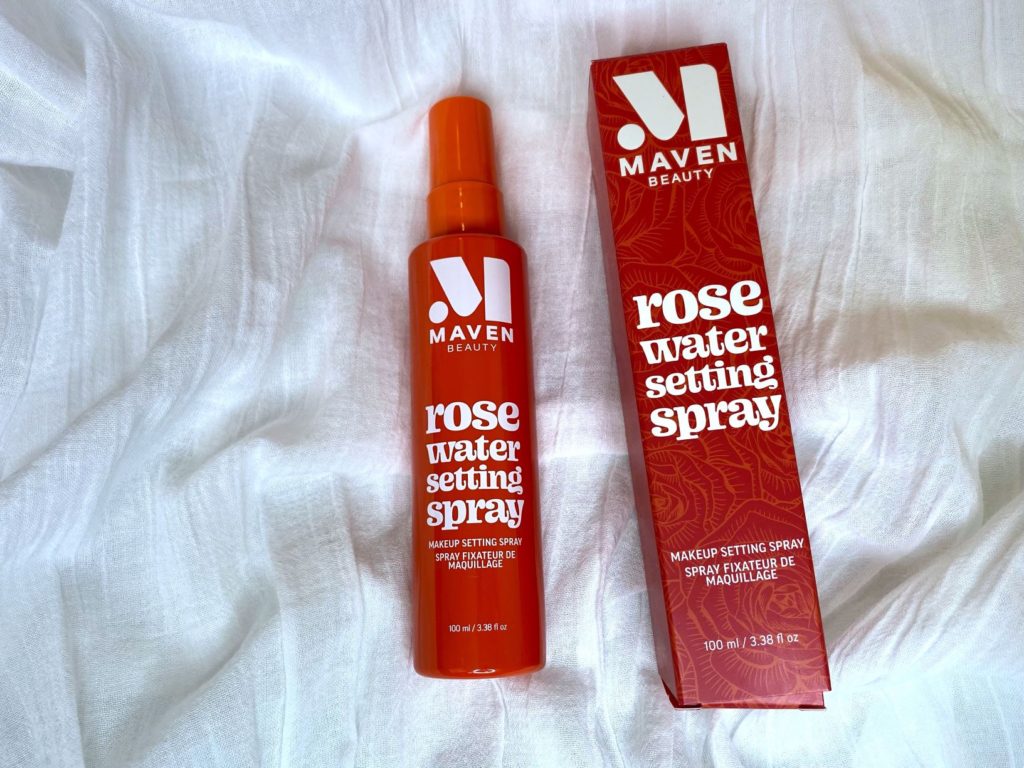 MAVEN
BEAUTY
rose
water
setting
spray
MAKEUP SETTING SPRAY
SPRAY FIXATEUR DE
MAQUILLAGE
100 ml / 3.38 fl oz
MAVEN
BEAUTY
rose
water
setting
spray
MAKEUP SETTING SPRAY
SPRAY FIXATEUR DE
MAQUILLAGE
100 ml / 3.38 fl oz